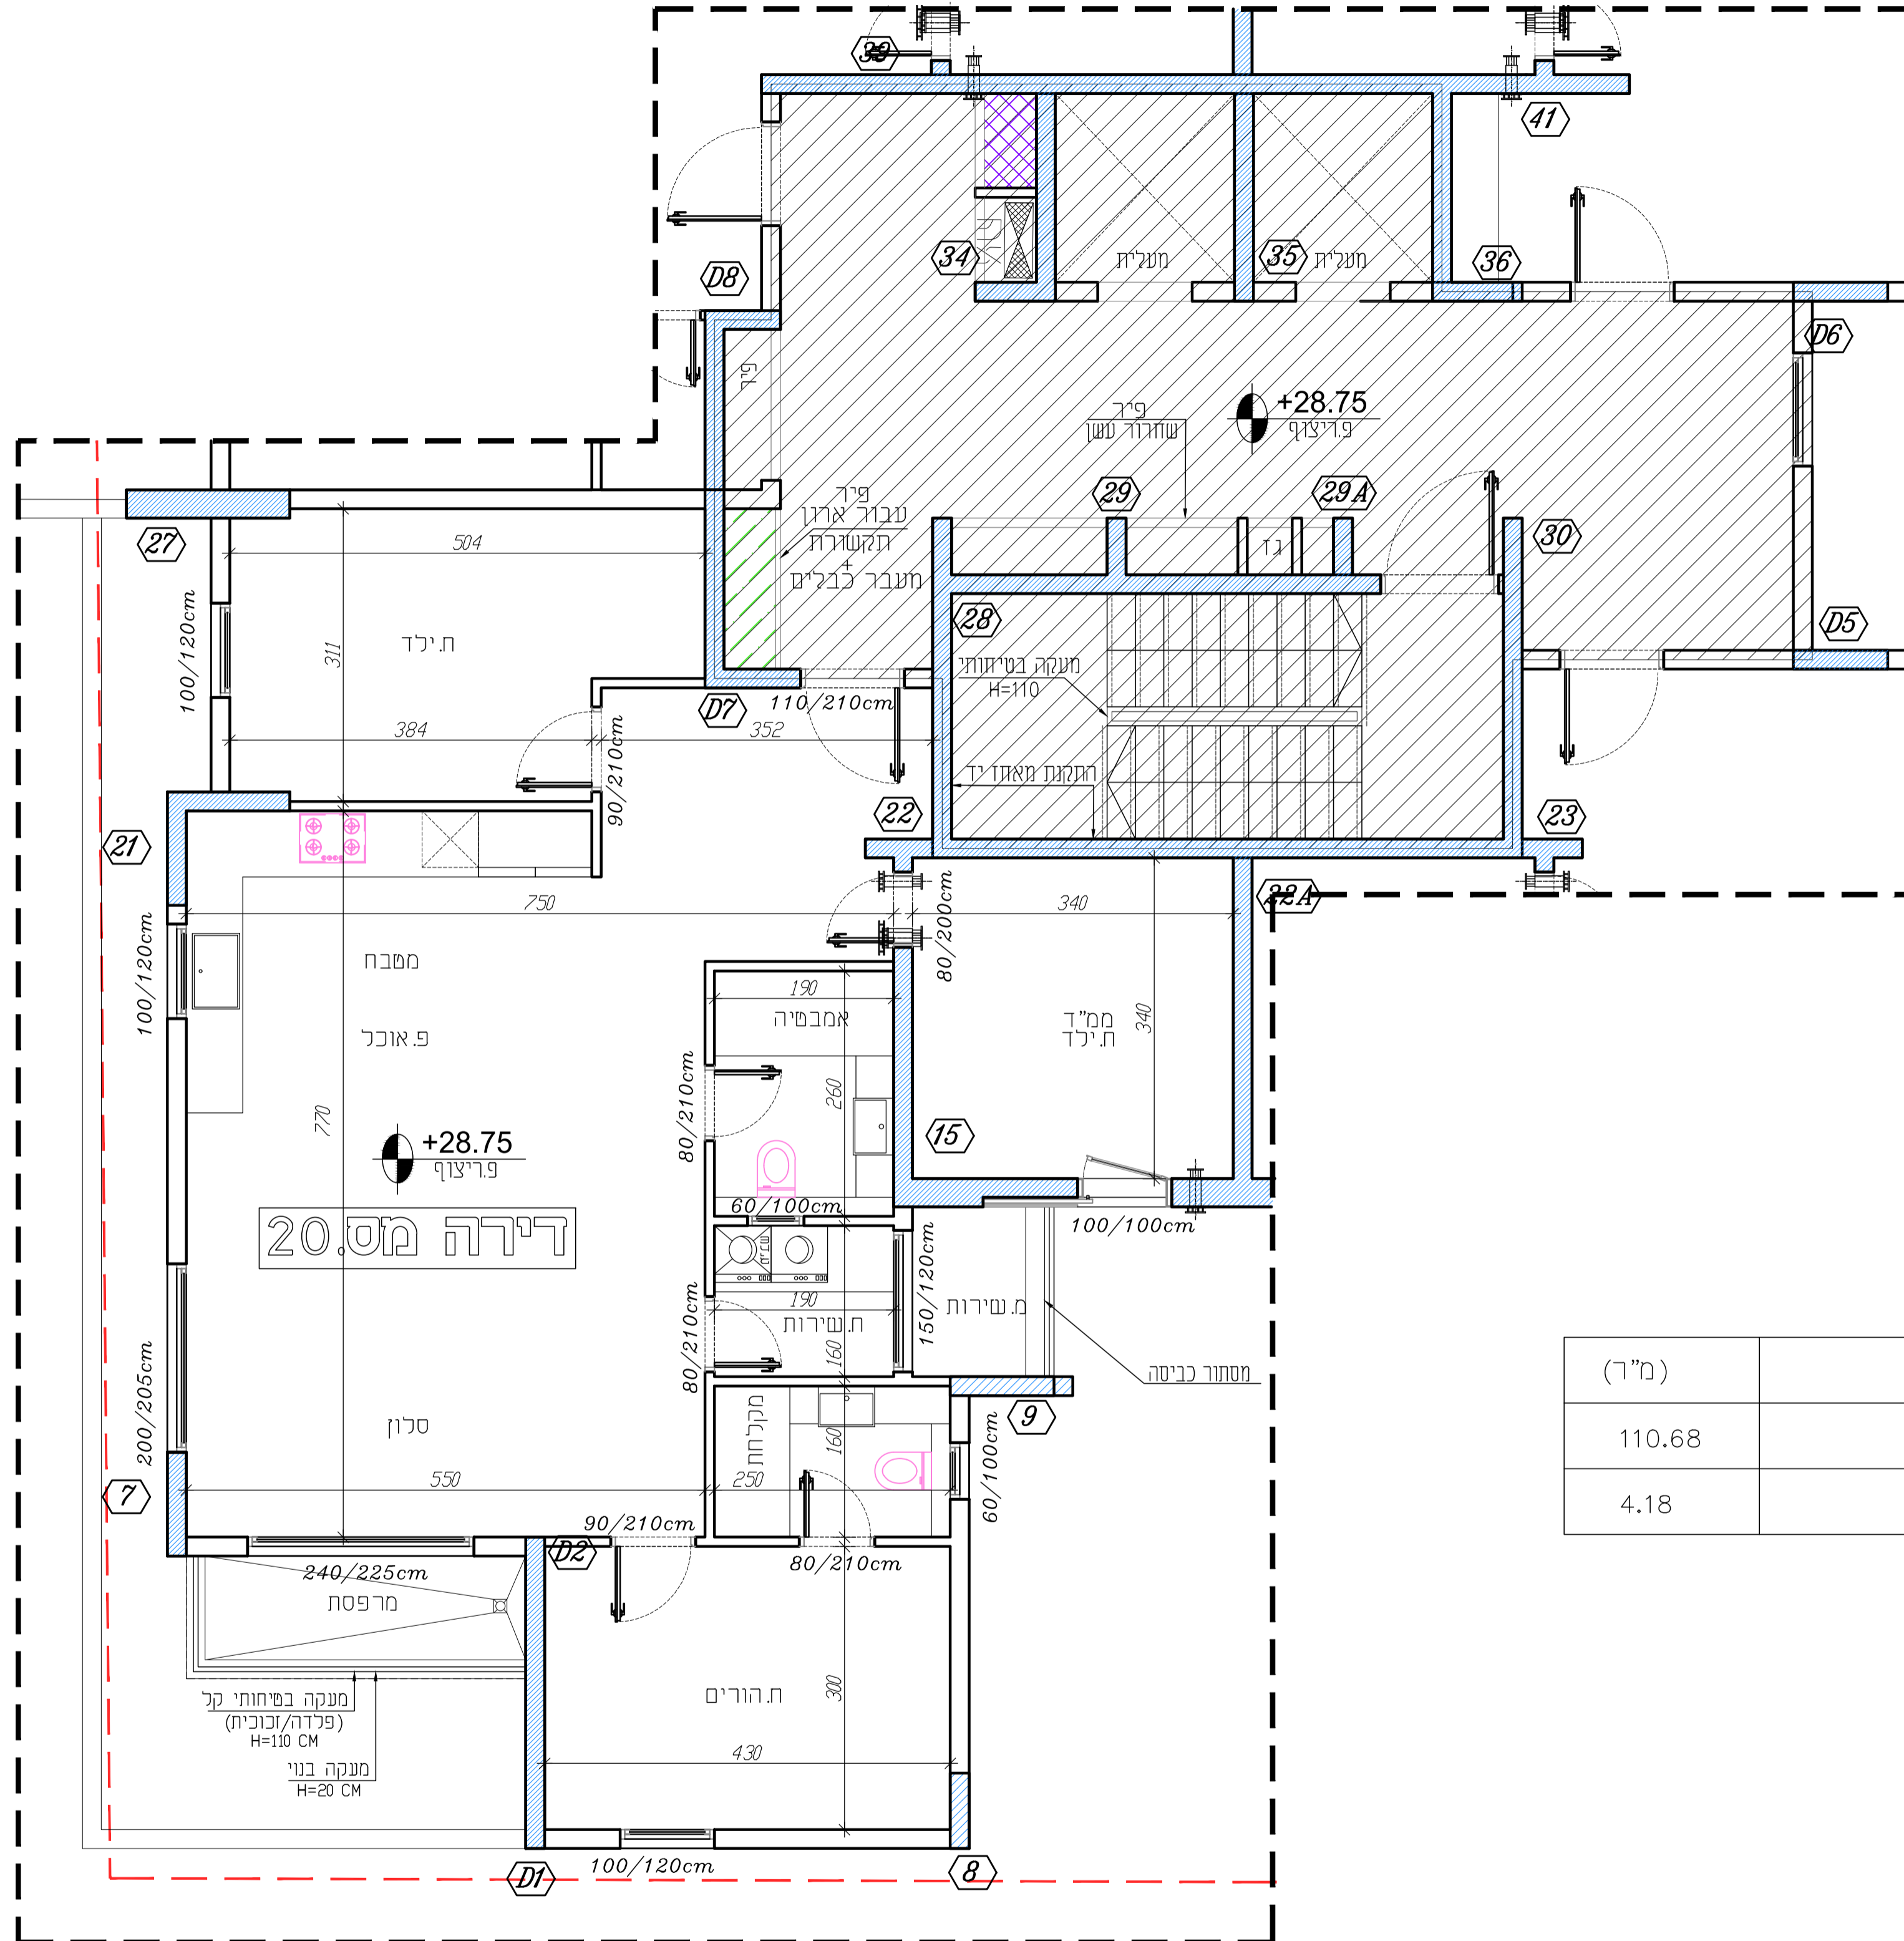 39
41
34
מעלית
35
מעלית
36
D8
D6
פיר
+28.75
פ.ריצוף
פיר
שחרור עשן
27
504
פיר
עבור ארון
תקשורת
+
מעבר כבלים
29
29A
גז
30
100/120cm
311
ח.ילד
28
D5
מעקה בטיחותי
H=110
D7
110/210cm
384
352
90/210cm
התקנת מאחז יד
21
22
23
750
80/200cm
340
22A
100/120cm
מטבח
190
אמבטיה
ממ"ד
ח.ילד
340
פ.אוכל
770
80/210cm
260
15
+28.75
פ.ריצוף
60/100cm
100/100cm
דירה מס.20
150/120cm
190
ח.שירות
מ.שירות
80/210cm
160
מסתור כביסה
(מ"ר)
110.68
4.18
200/205cm
סלון
מקלחת
160
9
60/100cm
7
550
250
90/210cm
D2
80/210cm
240/225cm
מרפסת
מעקה בטיחותי קל
(פלדה/זכוכית)
H=110 CM
מעקה בנוי
H=20 CM
ח.הורים
300
430
100/120cm
D1
8